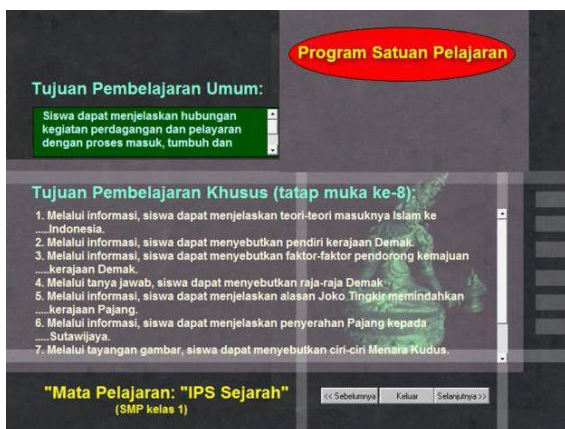 Program Satuan Pelajaran
Tujuan Pembelajaran Umum:
Siswa dapat menjelaskan hubungan
kegiatan perdagangan dan pelayaran
dengan proses masuk, tumbuh dan
Tujuan Pembelajaran Khusus (tatap muka ke-8):
1. Melalui informasi, siswa dapat menjelaskan teori-teori masuknya Islam ke
.....Indonesia.
2. Melalui informasi, siswa dapat menyebutkan pendiri kerajaan Demak.
3. Melalui informasi, siswa dapat menyebutkan faktor-faktor pendorong kemajuan
.....kerajaan Demak.
4. Melalui tanya jawab, siswa dapat menyebutkan raja-raja Demak
5. Melalui informasi, siswa dapat menjelaskan alasan Joko Tingkir memindahkan
.....kerajaan Pajang.
6. Melalui informasi, siswa dapat menjelaskan penyerahan Pajang kepada
.....Sutawijaya.
7. Melalui tayangan gambar, siswa dapat menyebutkan ciri-ciri Menara Kudus.
"Mata Pelajaran: "IPS Sejarah"
(SMP kelas 1)
<< Sebelumnya Keluar Selanjutnya >>